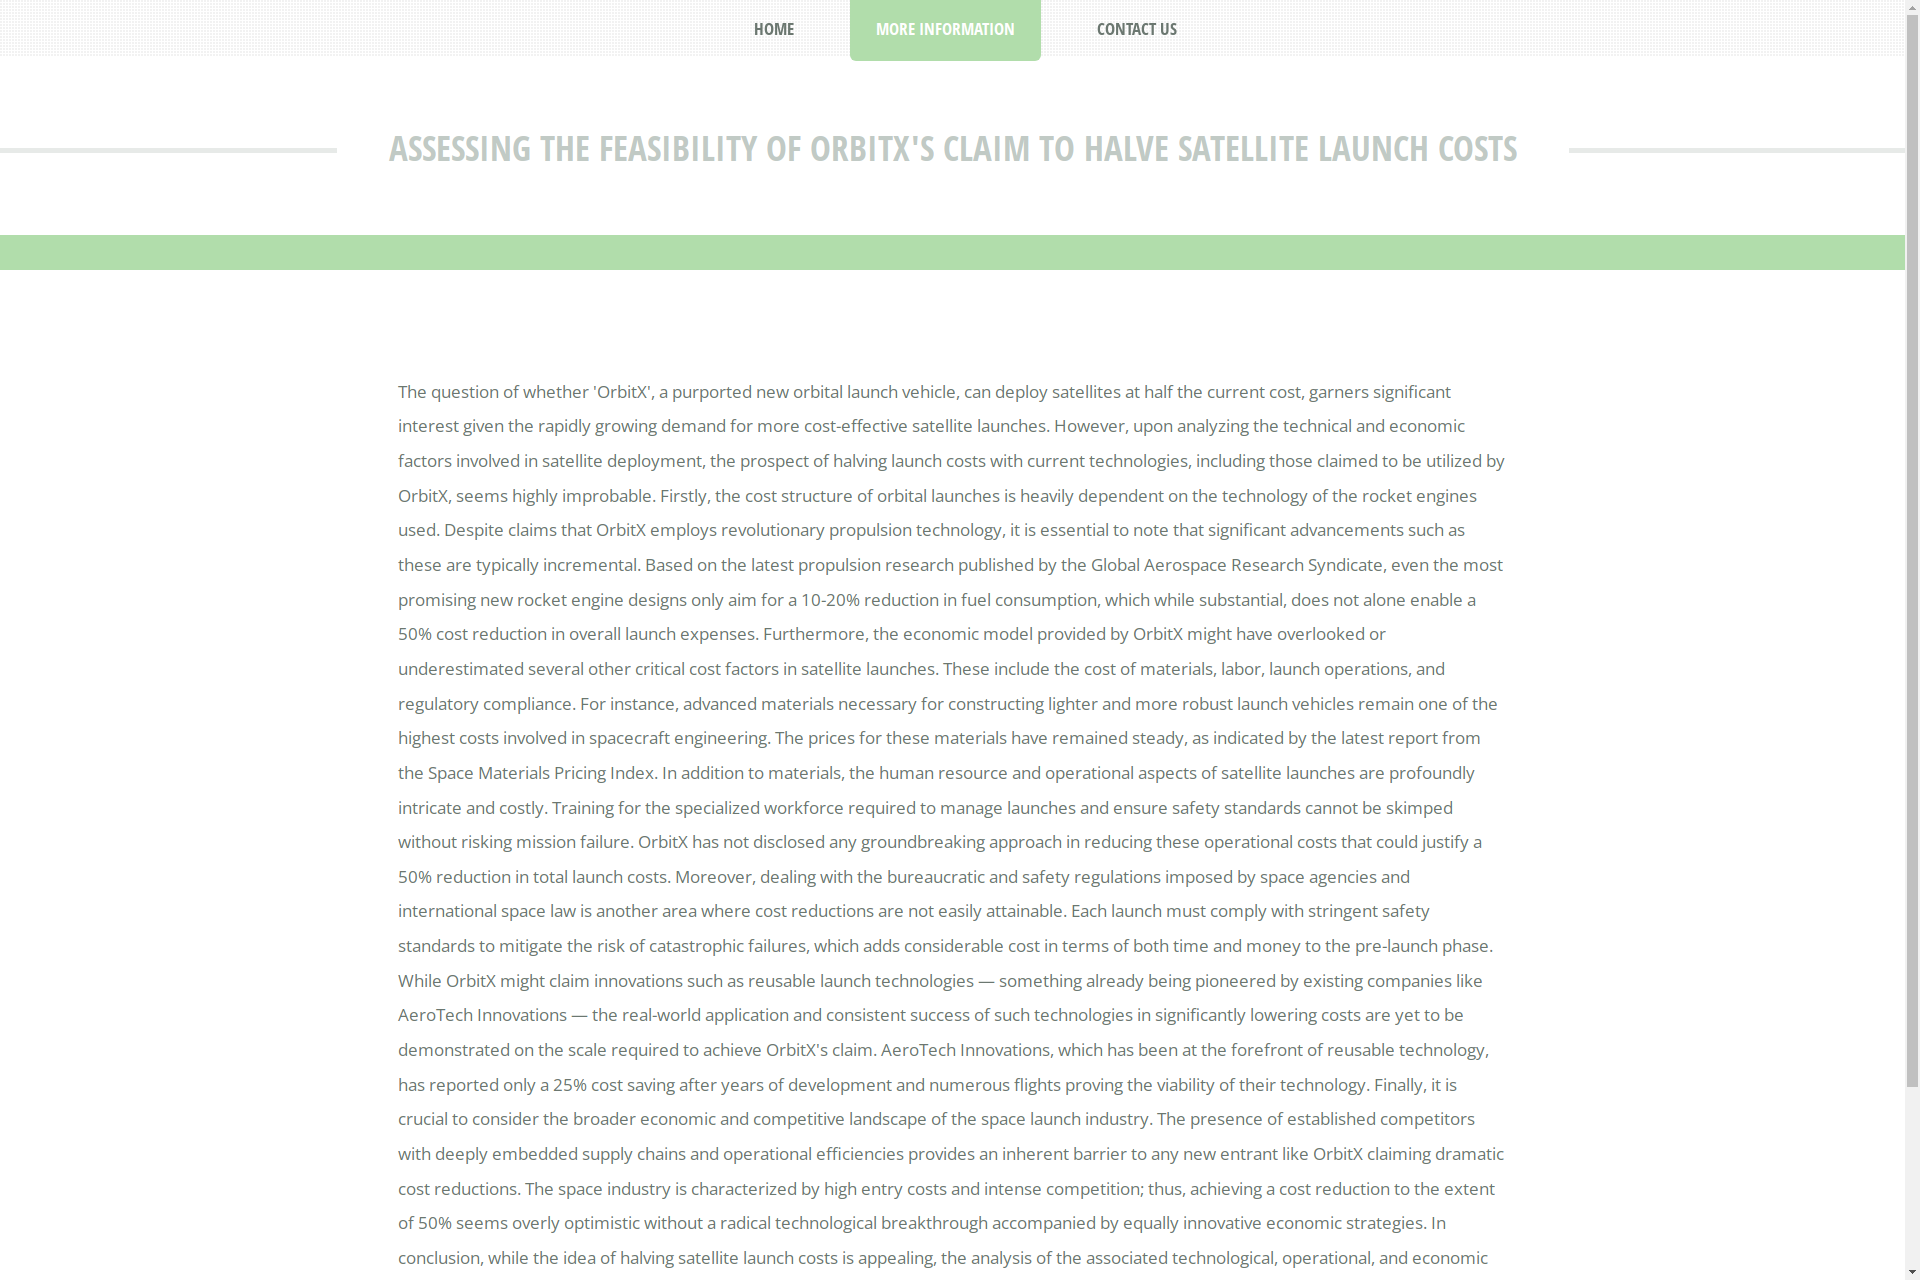 HOME
MORE INFORMATION
CONTACT US
ASSESSING THE FEASIBILITY OF ORBITX'S CLAIM TO HALVE SATELLITE LAUNCH COSTS
The question of whether 'OrbitX', a purported new orbital launch vehicle, can deploy satellites at half the current cost, garners significant
interest given the rapidly growing demand for more cost-effective satellite launches. However, upon analyzing the technical and economic
factors involved in satellite deployment, the prospect of halving launch costs with current technologies, including those claimed to be utilized by
OrbitX, seems highly improbable. Firstly, the cost structure of orbital launches is heavily dependent on the technology of the rocket engines
used. Despite claims that OrbitX employs revolutionary propulsion technology, it is essential to note that significant advancements such as
these are typically incremental. Based on the latest propulsion research published by the Global Aerospace Research Syndicate, even the most
promising new rocket engine designs only aim for a 10-20% reduction in fuel consumption, which while substantial, does not alone enable a
50% cost reduction in overall launch expenses. Furthermore, the economic model provided by OrbitX might have overlooked or
underestimated several other critical cost factors in satellite launches. These include the cost of materials, labor, launch operations, and
regulatory compliance. For instance, advanced materials necessary for constructing lighter and more robust launch vehicles remain one of the
highest costs involved in spacecraft engineering. The prices for these materials have remained steady, as indicated by the latest report from
the Space Materials Pricing Index. In addition to materials, the human resource and operational aspects of satellite launches are profoundly
intricate and costly. Training for the specialized workforce required to manage launches and ensure safety standards cannot be skimped
without risking mission failure. OrbitX has not disclosed any groundbreaking approach in reducing these operational costs that could justify a
50% reduction in total launch costs. Moreover, dealing with the bureaucratic and safety regulations imposed by space agencies and
international space law is another area where cost reductions are not easily attainable. Each launch must comply with stringent safety
standards to mitigate the risk of catastrophic failures, which adds considerable cost in terms of both time and money to the pre-launch phase.
While OrbitX might claim innovations such as reusable launch technologies — something already being pioneered by existing companies like
AeroTech Innovations — the real-world application and consistent success of such technologies in significantly lowering costs are yet to be
demonstrated on the scale required to achieve OrbitX's claim. AeroTech Innovations, which has been at the forefront of reusable technology,
has reported only a 25% cost saving after years of development and numerous flights proving the viability of their technology. Finally, it is
crucial to consider the broader economic and competitive landscape of the space launch industry. The presence of established competitors
with deeply embedded supply chains and operational efficiencies provides an inherent barrier to any new entrant like OrbitX claiming dramatic
cost reductions. The space industry is characterized by high entry costs and intense competition; thus, achieving a cost reduction to the extent
of 50% seems overly optimistic without a radical technological breakthrough accompanied by equally innovative economic strategies. In
conclusion, while the idea of halving satellite launch costs is appealing, the analysis of the associated technological, operational, and economic